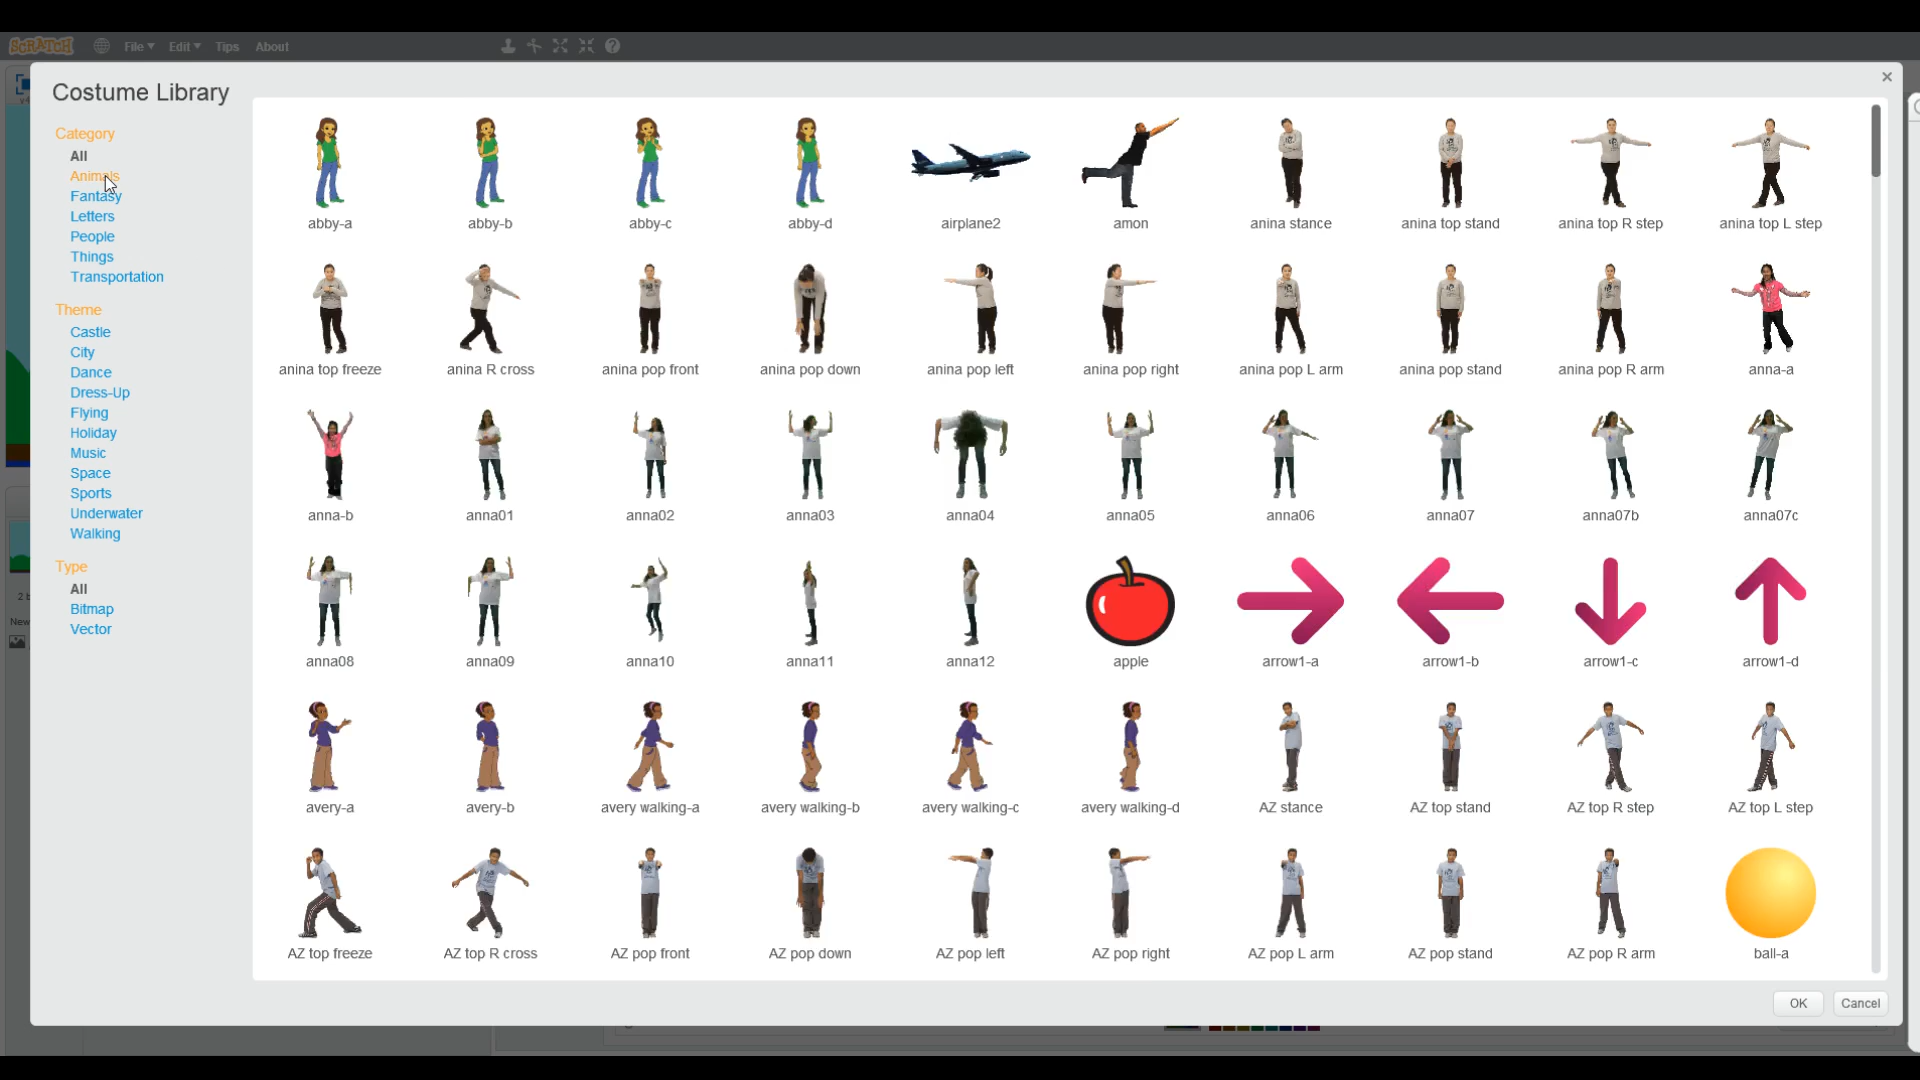 SCRATCH File Edit Tips About
Costume Library
Category
All
Animals
Fantasy
Letters
People
Things
Transportation
Theme
Castle
City
Dance
Dress-Up
Flying
Holiday
Music
Space
Sports
Underwater
Walking
Type
All
Bitmap
Vector
abby-a abby-b abby-c abby-d airplane2 amon anina stance anina top stand anina top R step anina top L step
anina top freeze anina R cross anina pop front anina pop down anina pop left anina pop right anina pop L arm anina pop stand anina pop R arm anna-a
anna-b anna01 anna02 anna03 anna04 anna05 anna06 anna07 anna07b anna07c
anna08 anna09 anna10 anna11 anna12 apple arrow1-a arrow1-b arrow1-c arrow1-d
avery-a avery-b avery walking-a avery walking-b avery walking-c avery walking-d AZ stance AZ top stand AZ top R step AZ top L step
AZ top freeze AZ top R cross AZ pop front AZ pop down AZ pop left AZ pop right AZ pop L arm AZ pop stand AZ pop R arm ball-a
OK Cancel
New